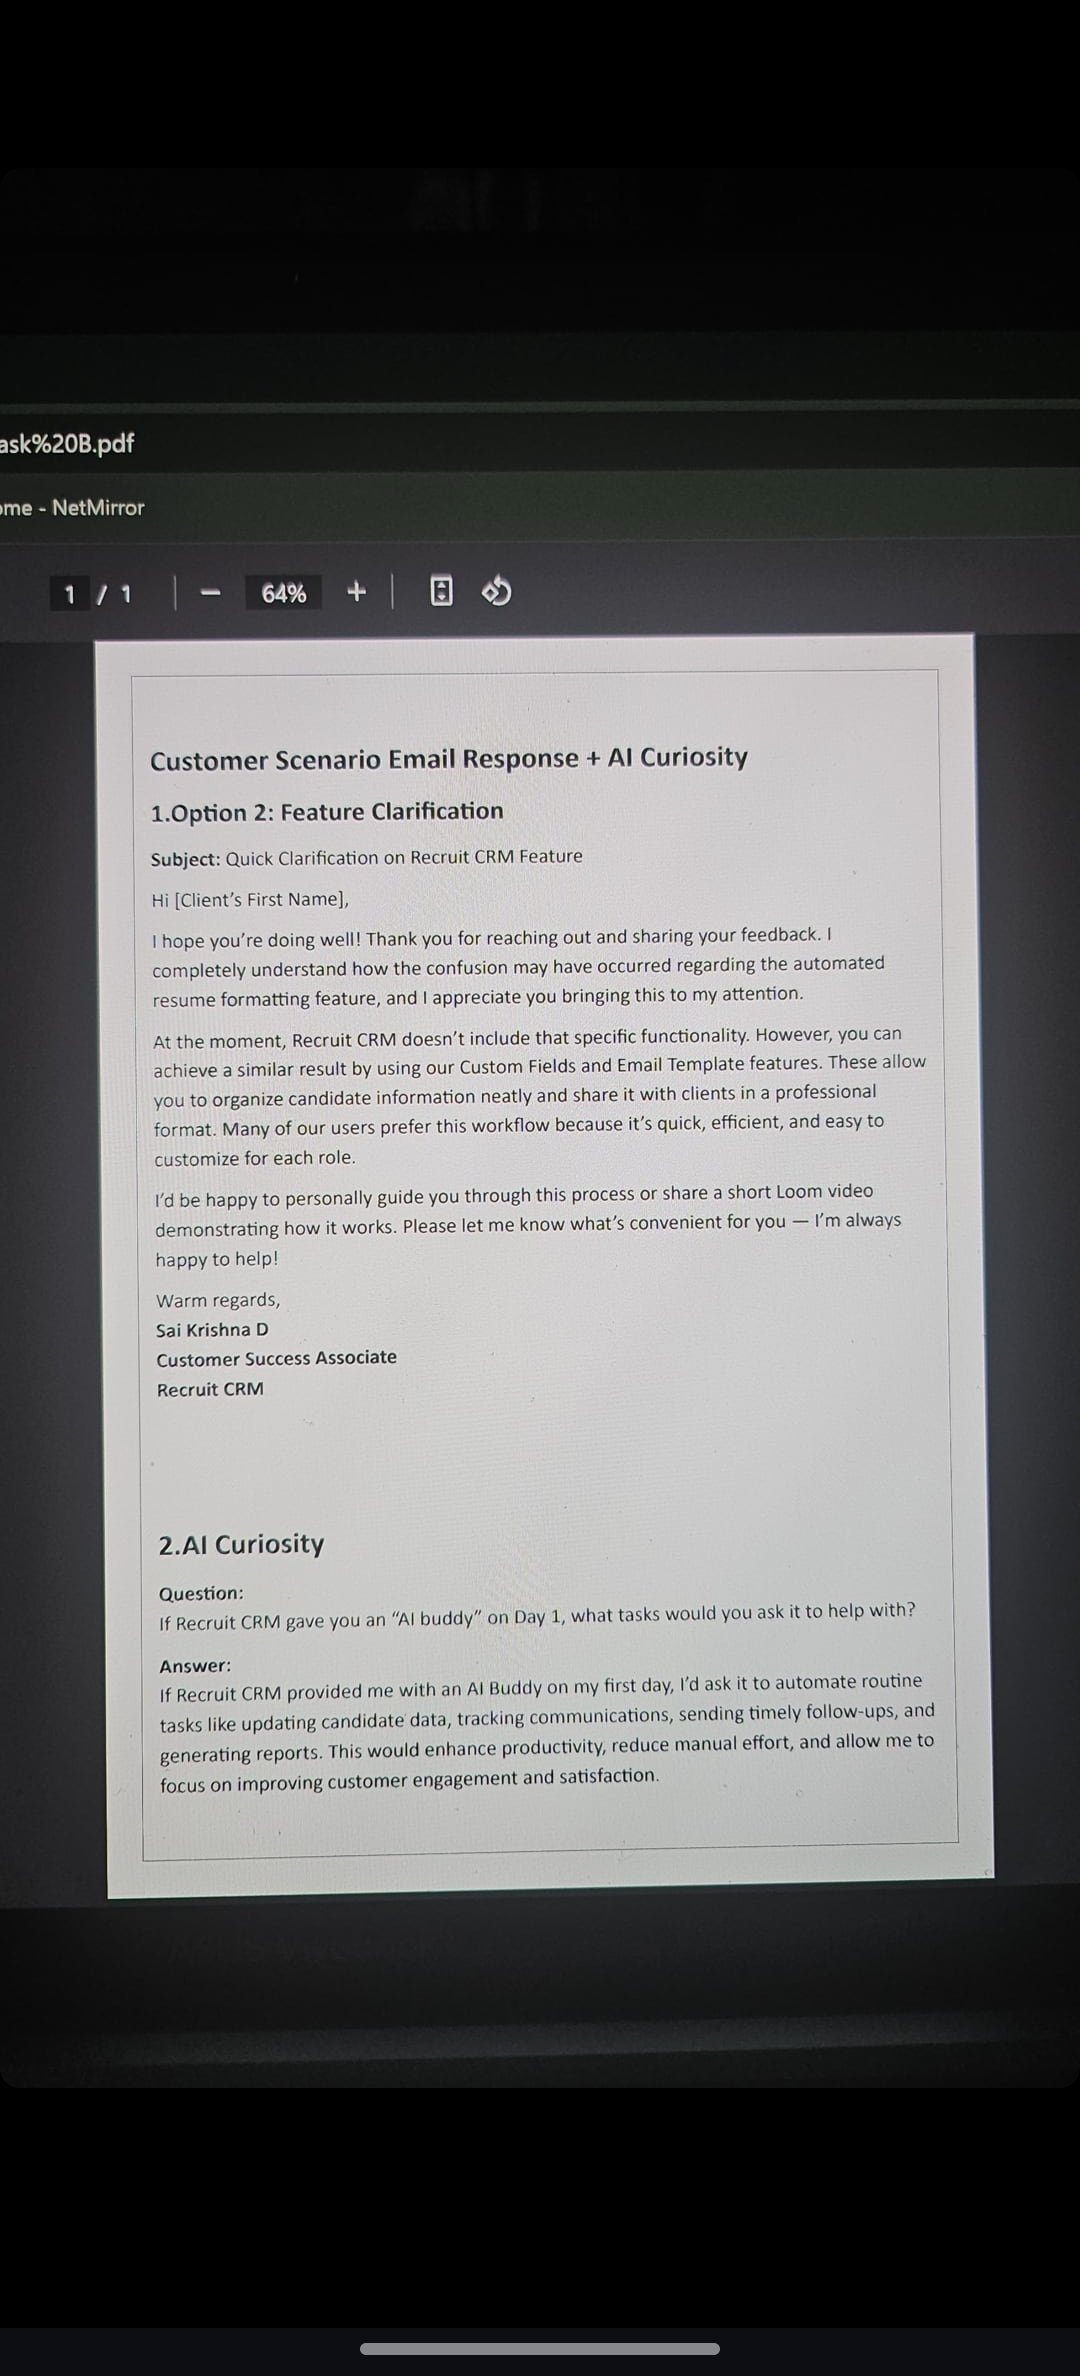 ask%20B.pdf
ome - NetMirror
1 / 1 | − 64% + |
Customer Scenario Email Response + AI Curiosity
1.Option 2: Feature Clarification
Subject: Quick Clarification on Recruit CRM Feature
Hi [Client’s First Name],
I hope you’re doing well! Thank you for reaching out and sharing your feedback. I
completely understand how the confusion may have occurred regarding the automated
resume formatting feature, and I appreciate you bringing this to my attention.
At the moment, Recruit CRM doesn’t include that specific functionality. However, you can
achieve a similar result by using our Custom Fields and Email Template features. These allow
you to organize candidate information neatly and share it with clients in a professional
format. Many of our users prefer this workflow because it’s quick, efficient, and easy to
customize for each role.
I’d be happy to personally guide you through this process or share a short Loom video
demonstrating how it works. Please let me know what’s convenient for you — I’m always
happy to help!
Warm regards,
Sai Krishna D
Customer Success Associate
Recruit CRM
2.AI Curiosity
Question:
If Recruit CRM gave you an “AI buddy” on Day 1, what tasks would you ask it to help with?
Answer:
If Recruit CRM provided me with an AI Buddy on my first day, I’d ask it to automate routine
tasks like updating candidate data, tracking communications, sending timely follow-ups, and
generating reports. This would enhance productivity, reduce manual effort, and allow me to
focus on improving customer engagement and satisfaction.